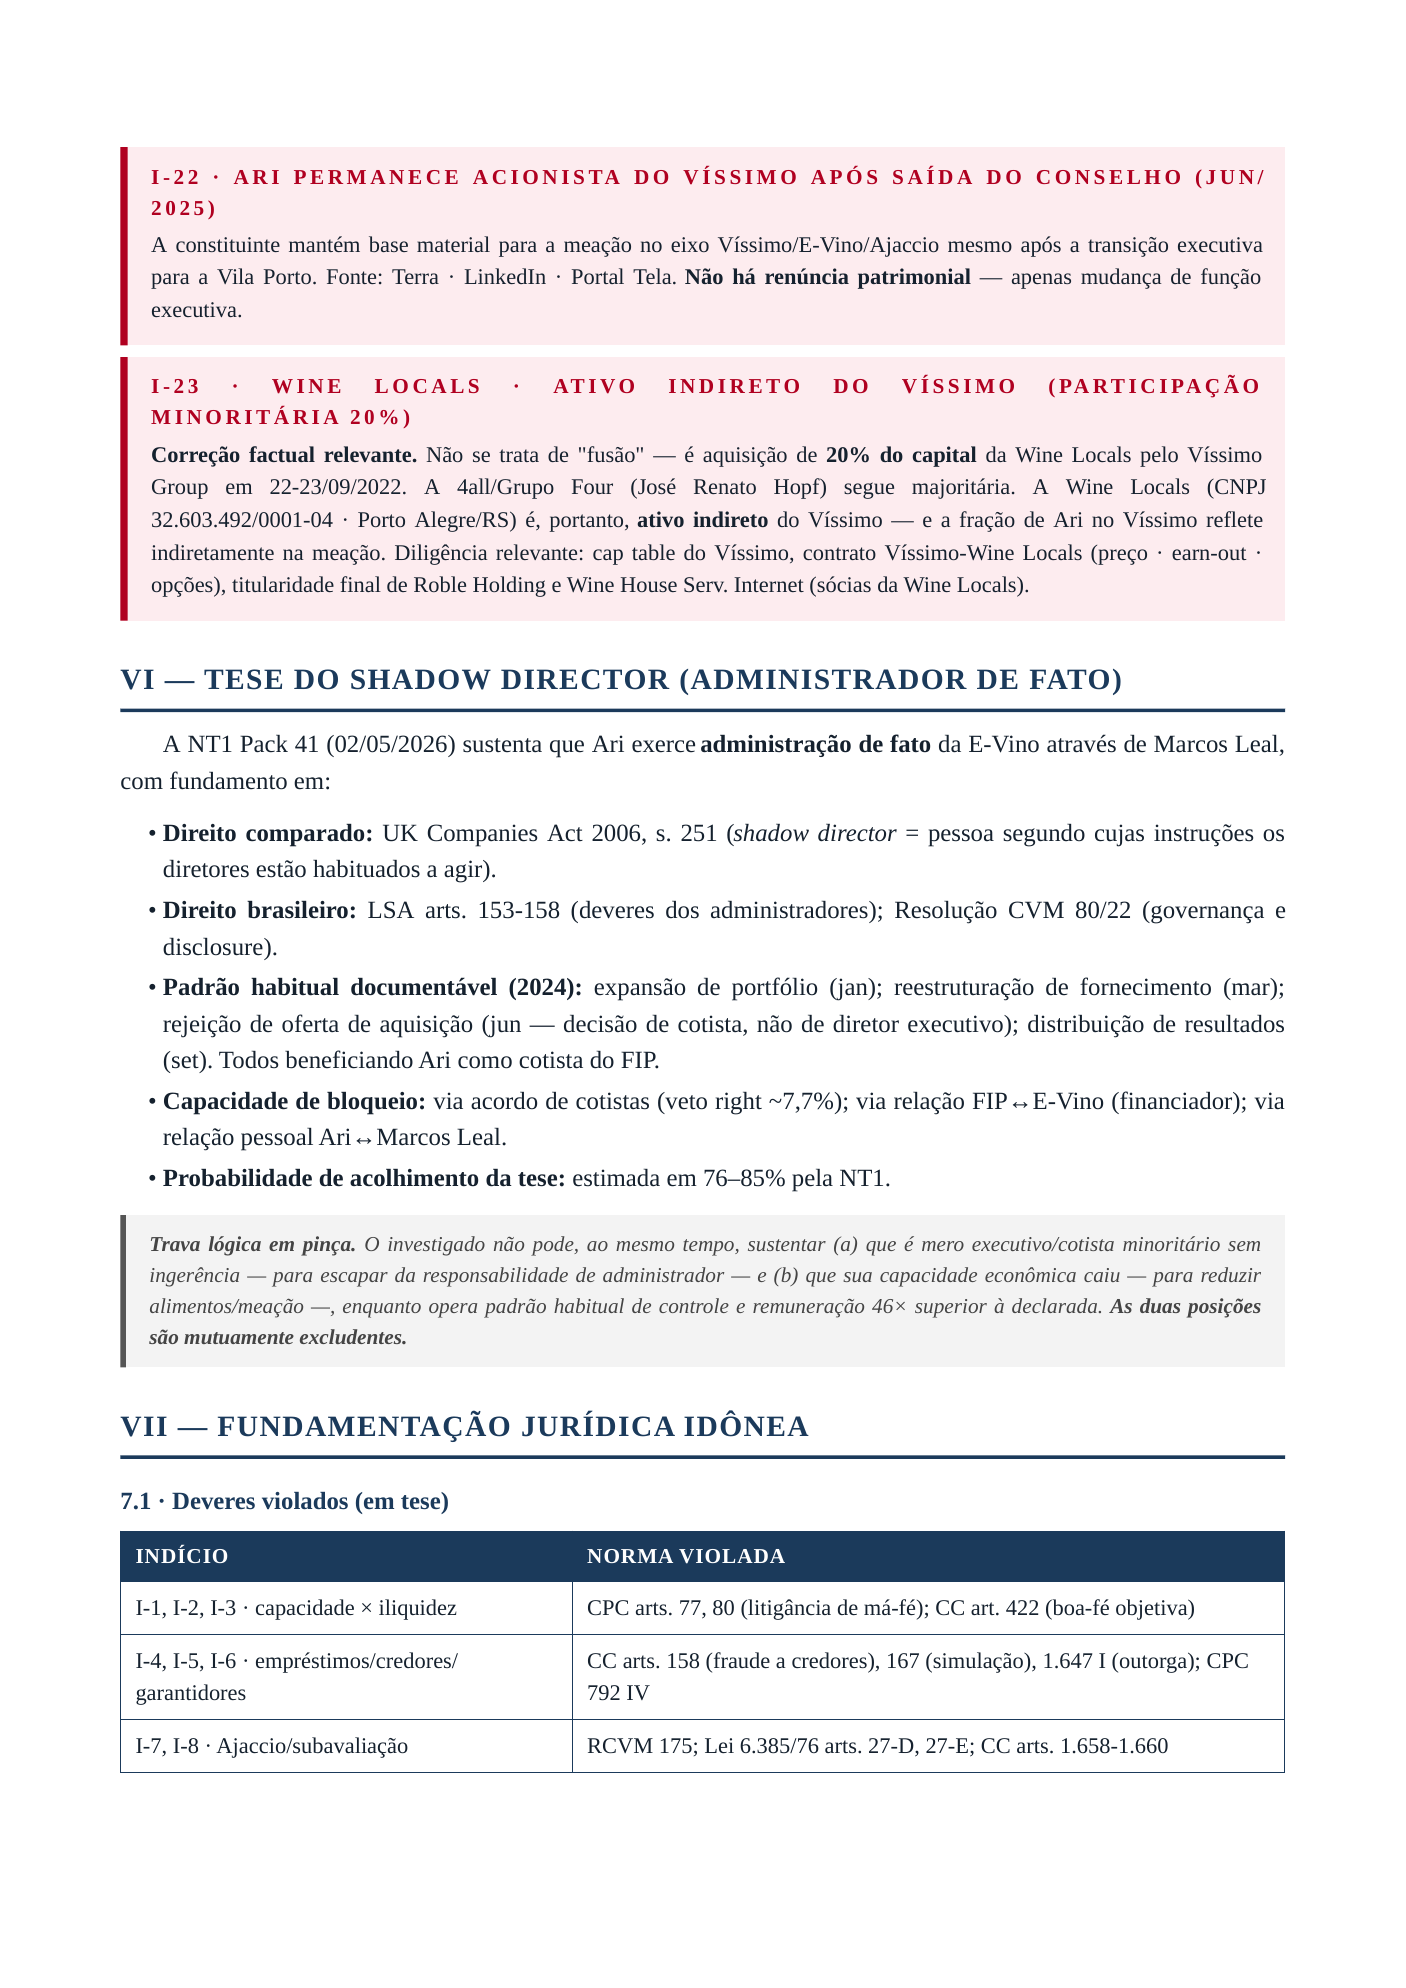 I-22 · ARI PERMANECE ACIONISTA DO VÍSSIMO APÓS SAÍDA DO CONSELHO (JUN/
2025)
A constituinte mantém base material para a meação no eixo Víssimo/E-Vino/Ajaccio mesmo após a transição executiva
para a Vila Porto. Fonte: Terra · LinkedIn · Portal Tela. Não há renúncia patrimonial — apenas mudança de função
executiva.
I-23 · WINE LOCALS · ATIVO INDIRETO DO VÍSSIMO (PARTICIPAÇÃO
MINORITÁRIA 20%)
Correção factual relevante. Não se trata de "fusão" — é aquisição de 20% do capital da Wine Locals pelo Víssimo
Group em 22-23/09/2022. A 4all/Grupo Four (José Renato Hopf) segue majoritária. A Wine Locals (CNPJ
32.603.492/0001-04 · Porto Alegre/RS) é, portanto, ativo indireto do Víssimo — e a fração de Ari no Víssimo reflete
indiretamente na meação. Diligência relevante: cap table do Víssimo, contrato Víssimo-Wine Locals (preço · earn-out ·
opções), titularidade final de Roble Holding e Wine House Serv. Internet (sócias da Wine Locals).
VI — TESE DO SHADOW DIRECTOR (ADMINISTRADOR DE FATO)
A NT1 Pack 41 (02/05/2026) sustenta que Ari exerce administração de fato da E-Vino através de Marcos Leal,
com fundamento em:
• Direito comparado: UK Companies Act 2006, s. 251 (shadow director = pessoa segundo cujas instruções os
diretores estão habituados a agir).
• Direito brasileiro: LSA arts. 153-158 (deveres dos administradores); Resolução CVM 80/22 (governança e
disclosure).
• Padrão habitual documentável (2024): expansão de portfólio (jan); reestruturação de fornecimento (mar);
rejeição de oferta de aquisição (jun — decisão de cotista, não de diretor executivo); distribuição de resultados
(set). Todos beneficiando Ari como cotista do FIP.
• Capacidade de bloqueio: via acordo de cotistas (veto right ~7,7%); via relação FIP↔E-Vino (financiador); via
relação pessoal Ari↔Marcos Leal.
• Probabilidade de acolhimento da tese: estimada em 76–85% pela NT1.
Trava lógica em pinça. O investigado não pode, ao mesmo tempo, sustentar (a) que é mero executivo/cotista minoritário sem
ingerência — para escapar da responsabilidade de administrador — e (b) que sua capacidade econômica caiu — para reduzir
alimentos/meação —, enquanto opera padrão habitual de controle e remuneração 46× superior à declarada. As duas posições
são mutuamente excludentes.
VII — FUNDAMENTAÇÃO JURÍDICA IDÔNEA
7.1 · Deveres violados (em tese)
INDÍCIO NORMA VIOLADA
I-1, I-2, I-3 · capacidade × iliquidez CPC arts. 77, 80 (litigância de má-fé); CC art. 422 (boa-fé objetiva)
I-4, I-5, I-6 · empréstimos/credores/
garantidores
CC arts. 158 (fraude a credores), 167 (simulação), 1.647 I (outorga); CPC
792 IV
I-7, I-8 · Ajaccio/subavaliação RCVM 175; Lei 6.385/76 arts. 27-D, 27-E; CC arts. 1.658-1.660